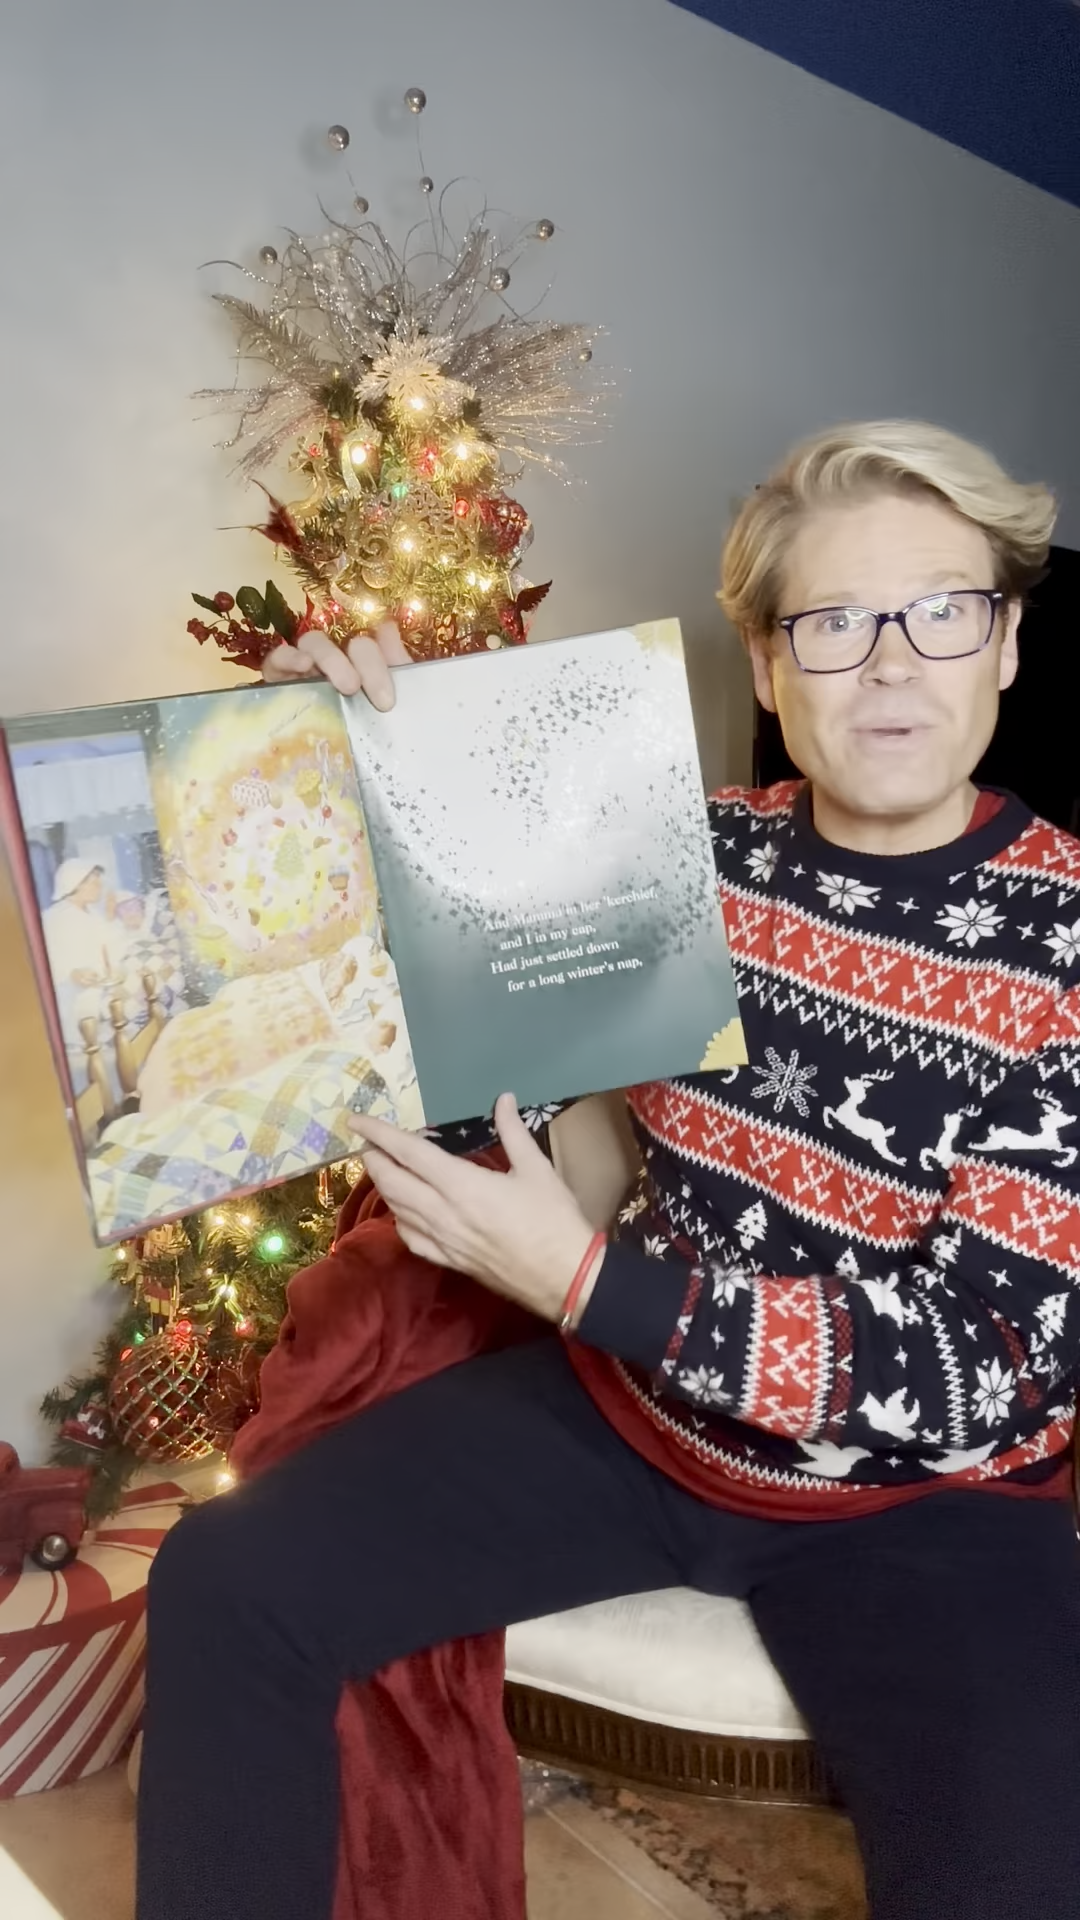 And Mamma in her 'kerchief,
and I in my cap,
Had just settled down
for a long winter's nap,